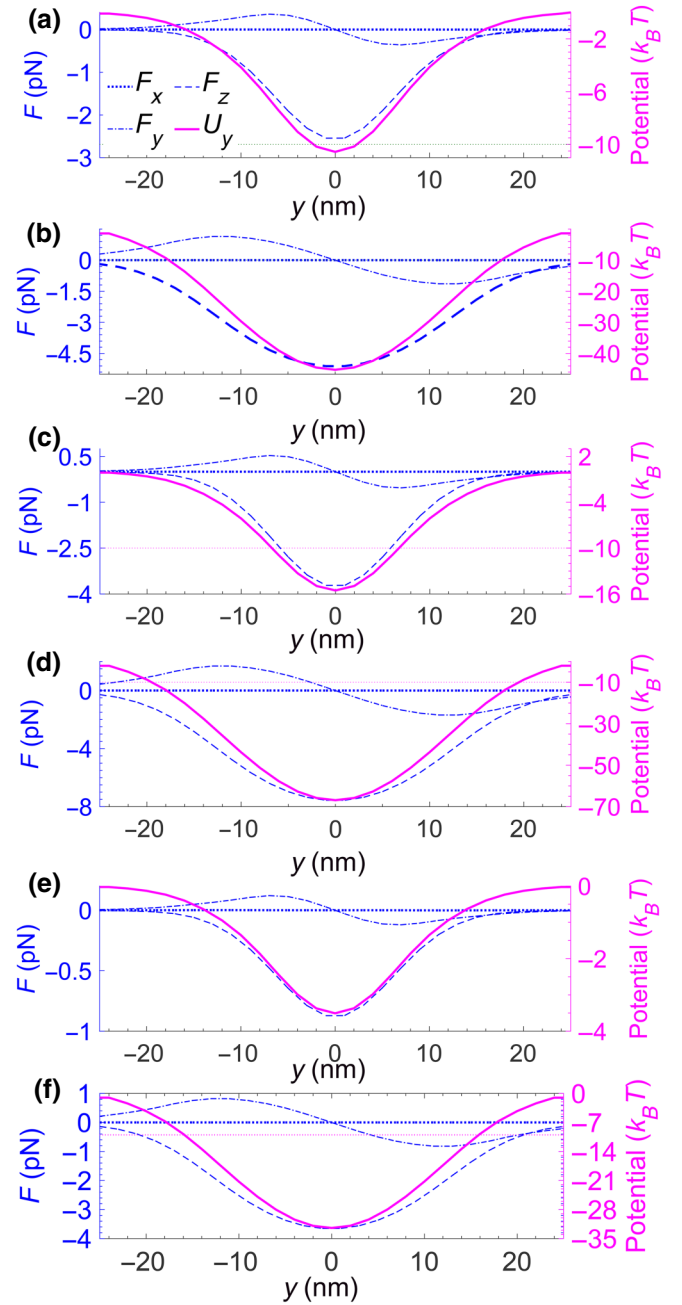 (a)
0
−1
−2
−3
F (pN)
F_x F_z
F_y U_y
−2
−6
−10
Potential (k_B T)
−20 −10 0 10 20
y (nm)
(b)
0
−1.5
−3
−4.5
F (pN)
−10
−20
−30
−40
Potential (k_B T)
−20 −10 0 10 20
y (nm)
(c)
0.5
−1
−2.5
−4
F (pN)
2
−4
−10
−16
Potential (k_B T)
−20 −10 0 10 20
y (nm)
(d)
0
−4
−8
F (pN)
−10
−30
−50
−70
Potential (k_B T)
−20 −10 0 10 20
y (nm)
(e)
0
−0.5
−1
F (pN)
0
−2
−4
Potential (k_B T)
−20 −10 0 10 20
y (nm)
(f)
1
0
−1
−2
−3
−4
F (pN)
0
−7
−14
−21
−31
−35
Potential (k_B T)
−20 −10 0 10 20
y (nm)